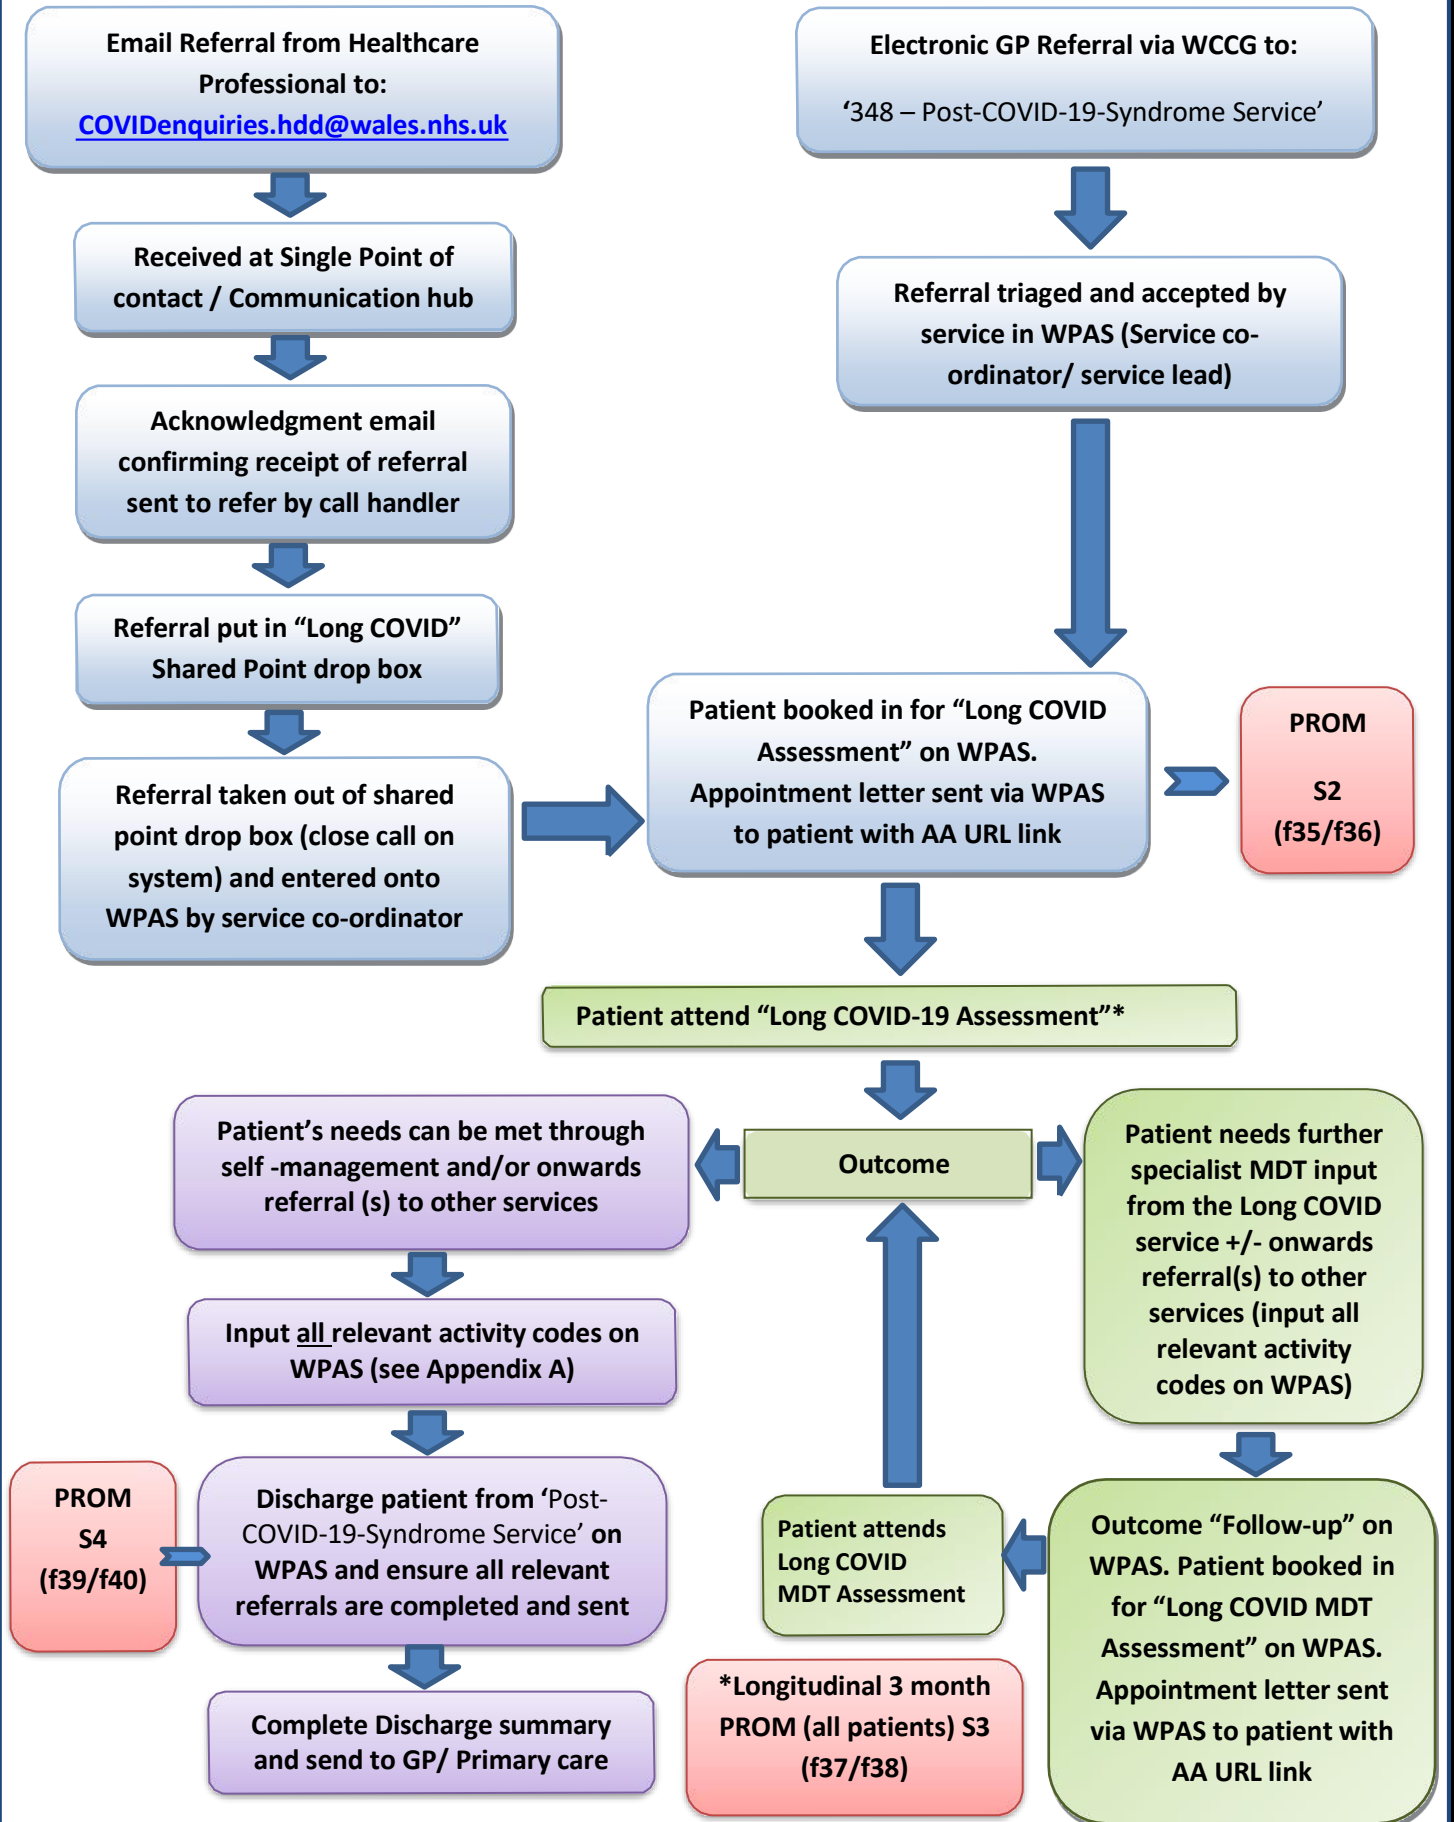 Email Referral from Healthcare
Professional to:
COVIDenquiries.hdd@wales.nhs.uk
Electronic GP Referral via WCCG to:
‘348 – Post-COVID-19-Syndrome Service’
Received at Single Point of
contact / Communication hub
Referral triaged and accepted by
service in WPAS (Service co-
ordinator/ service lead)
Acknowledgment email
confirming receipt of referral
sent to refer by call handler
Referral put in “Long COVID”
Shared Point drop box
Referral taken out of shared
point drop box (close call on
system) and entered onto
WPAS by service co-ordinator
Patient booked in for “Long COVID
Assessment” on WPAS.
Appointment letter sent via WPAS
to patient with AA URL link
PROM
S2
(f35/f36)
Patient attend “Long COVID-19 Assessment”*
Outcome
Patient’s needs can be met through
self -management and/or onwards
referral (s) to other services
Input all relevant activity codes on
WPAS (see Appendix A)
PROM
S4
(f39/f40)
Discharge patient from ‘Post-
COVID-19-Syndrome Service’ on
WPAS and ensure all relevant
referrals are completed and sent
Complete Discharge summary
and send to GP/ Primary care
Patient needs further
specialist MDT input
from the Long COVID
service +/- onwards
referral(s) to other
services (input all
relevant activity
codes on WPAS)
Outcome “Follow-up” on
WPAS. Patient booked in
for “Long COVID MDT
Assessment” on WPAS.
Appointment letter sent
via WPAS to patient with
AA URL link
Patient attends
Long COVID
MDT Assessment
*Longitudinal 3 month
PROM (all patients) S3
(f37/f38)